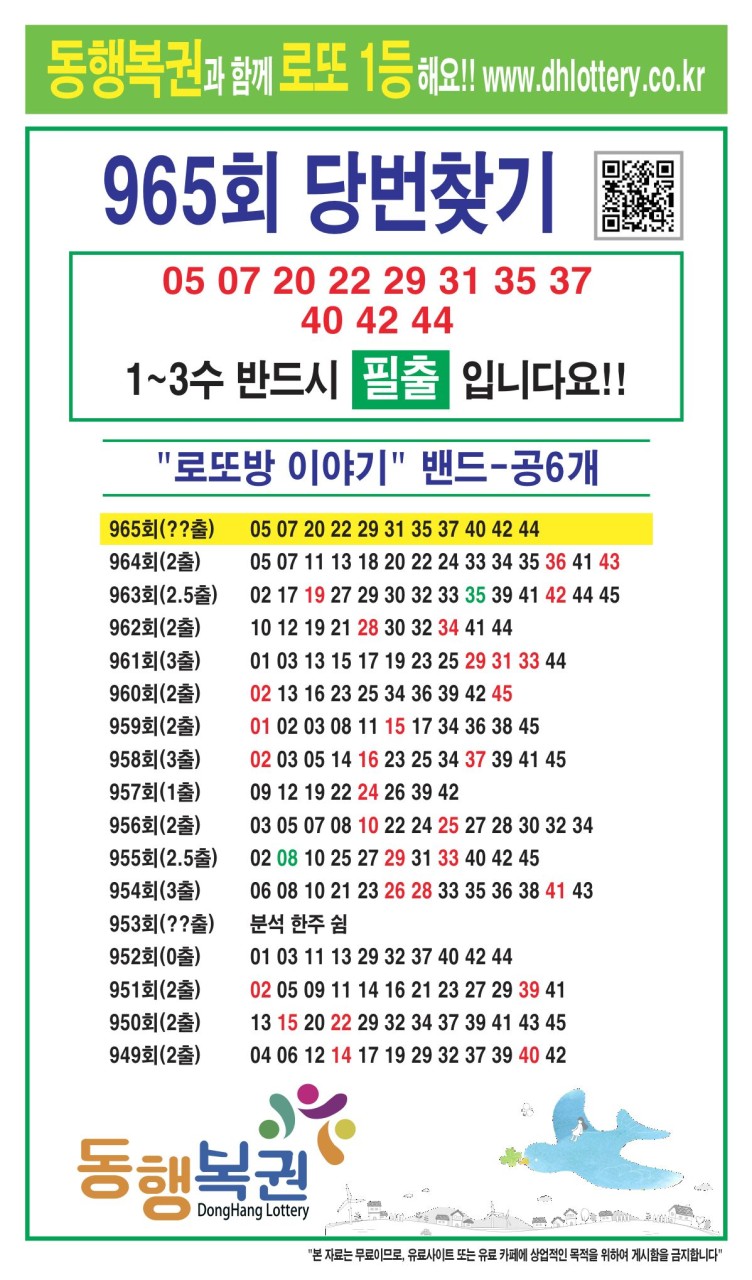 동행복권과 함께 로또 1등 해요!! www.dhlottery.co.kr
965회 당번찾기
05 07 20 22 29 31 35 37
40 42 44
1~3수 반드시 필출 입니다요!!
"로또방 이야기" 밴드-공6개
965회(??출) 05 07 20 22 29 31 35 37 40 42 44
964회(2출) 05 07 11 13 18 20 22 24 33 34 35 36 41 43
963회(2.5출) 02 17 19 27 29 30 32 33 35 39 41 42 44 45
962회(2출) 10 12 19 21 28 30 32 34 41 44
961회(3출) 01 03 13 15 17 19 23 25 29 31 33 44
960회(2출) 02 13 16 23 25 34 36 39 42 45
959회(2출) 01 02 03 08 11 15 17 34 36 38 45
958회(3출) 02 03 05 14 16 23 25 34 37 39 41 45
957회(1출) 09 12 19 22 24 26 39 42
956회(2출) 03 05 07 08 10 22 24 25 27 28 30 32 34
955회(2.5출) 02 08 10 25 27 29 31 33 40 42 45
954회(3출) 06 08 10 21 23 26 28 33 35 36 38 41 43
953회(??출) 분석 한주 쉼
952회(0출) 01 03 11 13 29 32 37 40 42 44
951회(2출) 02 05 09 11 14 16 21 23 27 29 39 41
950회(2출) 13 15 20 22 29 32 34 37 39 41 43 45
949회(2출) 04 06 12 14 17 19 29 32 37 39 40 42
동행복권
DongHang Lottery
"본 자료는 무료이므로, 유료사이트 또는 유료 카페에 상업적인 목적을 위하여 게시함을 금지합니다"